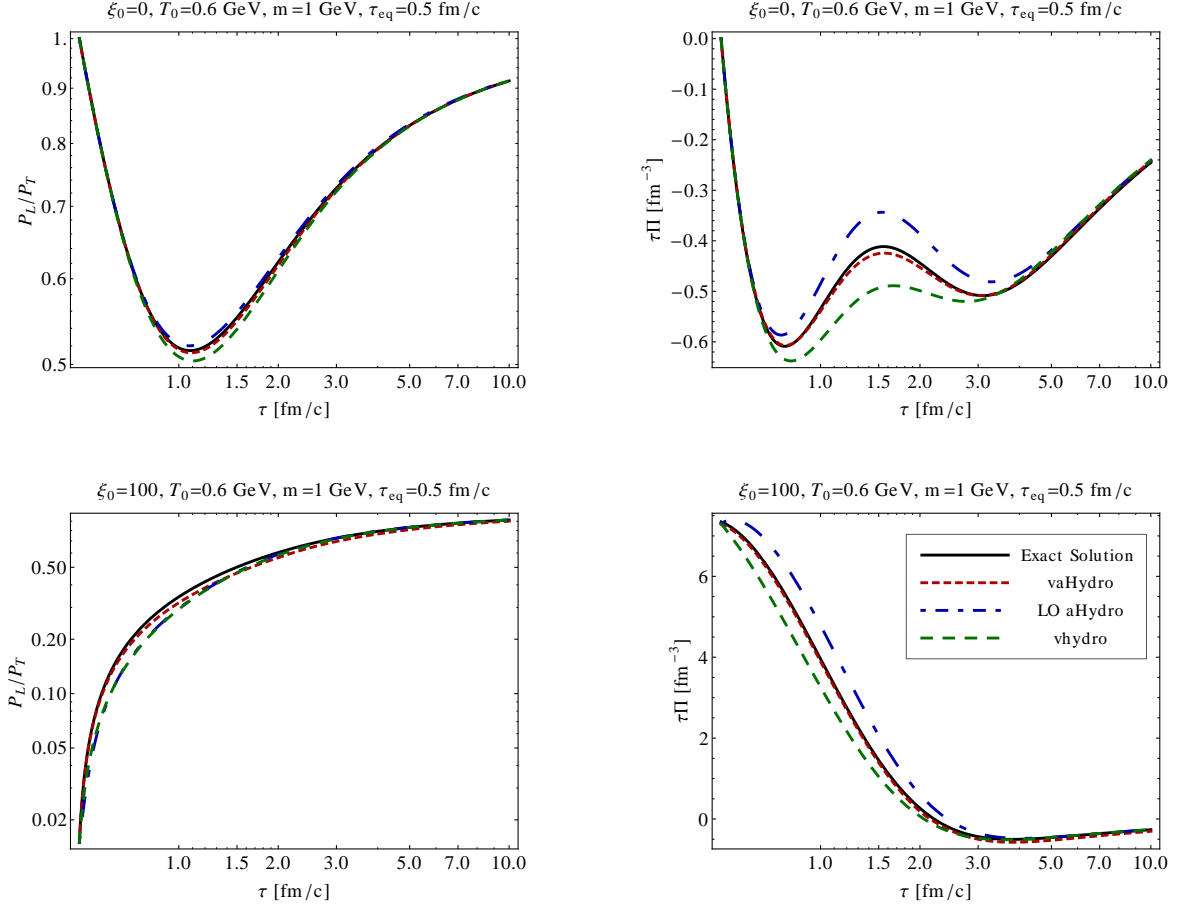 ξ0=0, T0=0.6 GeV, m=1 GeV, τeq=0.5 fm/c
1.
0.9
0.8
0.7
0.6
0.5
PL/PT
1.0 1.5 2.0 3.0 5.0 7.0 10.0
τ [fm/c]
ξ0=0, T0=0.6 GeV, m=1 GeV, τeq=0.5 fm/c
0.0
−0.1
−0.2
−0.3
−0.4
−0.5
−0.6
τΠ [fm−3]
1.0 1.5 2.0 3.0 5.0 7.0 10.0
τ [fm/c]
ξ0=100, T0=0.6 GeV, m=1 GeV, τeq=0.5 fm/c
0.50
0.20
0.10
0.05
0.02
PL/PT
1.0 1.5 2.0 3.0 5.0 7.0 10.0
τ [fm/c]
ξ0=100, T0=0.6 GeV, m=1 GeV, τeq=0.5 fm/c
6
4
2
0
τΠ [fm−3]
Exact Solution
vaHydro
LO aHydro
vhydro
1.0 1.5 2.0 3.0 5.0 7.0 10.0
τ [fm/c]